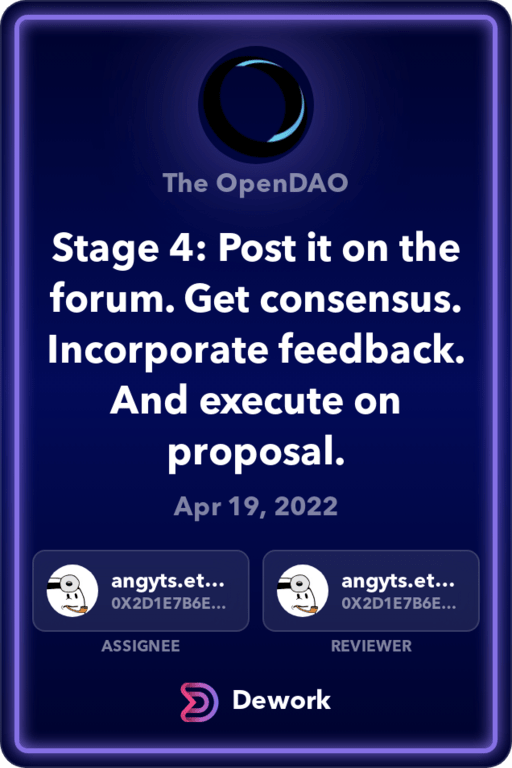 The OpenDAO
Stage 4: Post it on the
forum. Get consensus.
Incorporate feedback.
And execute on
proposal.
Apr 19, 2022
angyts.et...
0X2D1E7B6E...
ASSIGNEE
angyts.et...
0X2D1E7B6E...
REVIEWER
Dework